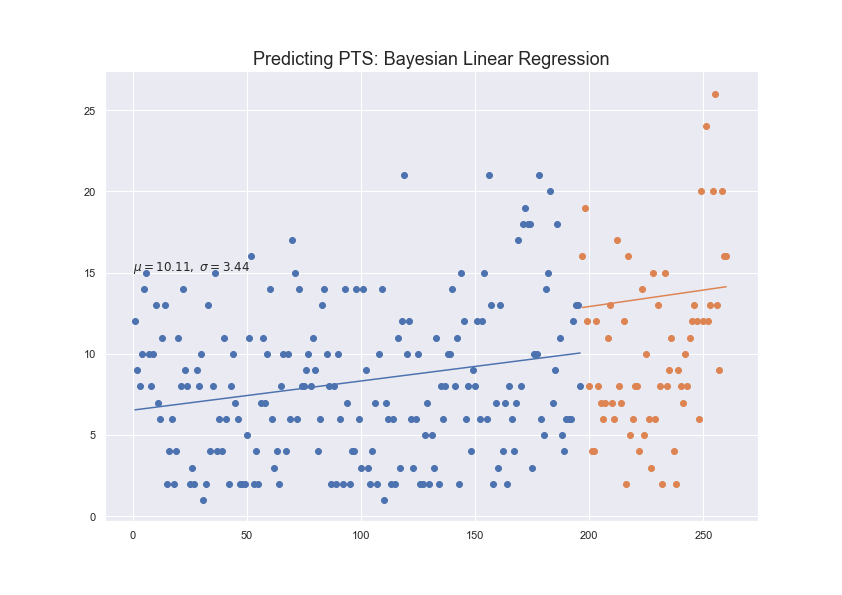 Predicting PTS: Bayesian Linear Regression
25
20
15
μ = 10.11, σ = 3.44
10
5
0
0 50 100 150 200 250